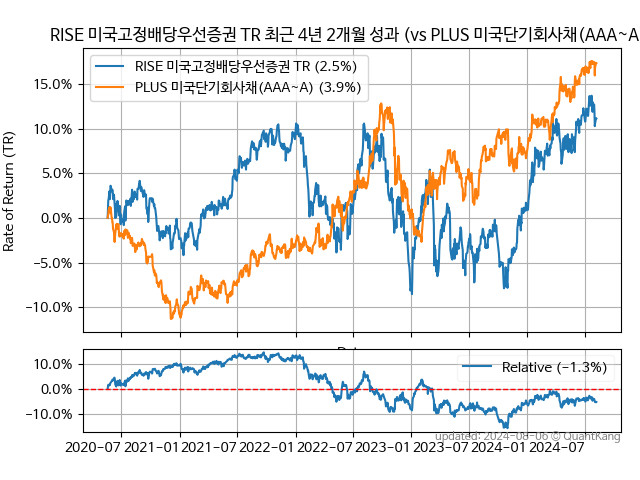 RISE 미국고정배당우선증권 TR 최근 4년 2개월 성과 (vs PLUS 미국단기회사채(AAA~A
RISE 미국고정배당우선증권 TR (2.5%)
PLUS 미국단기회사채(AAA~A) (3.9%)
Rate of Return (TR)
15.0%
10.0%
5.0%
0.0%
−5.0%
−10.0%
Relative (−1.3%)
10.0%
0.0%
−10.0%
updated: 2024-08-06 © QuantKang
2020-07 2021-01 2021-07 2022-01 2022-07 2023-01 2023-07 2024-01 2024-07